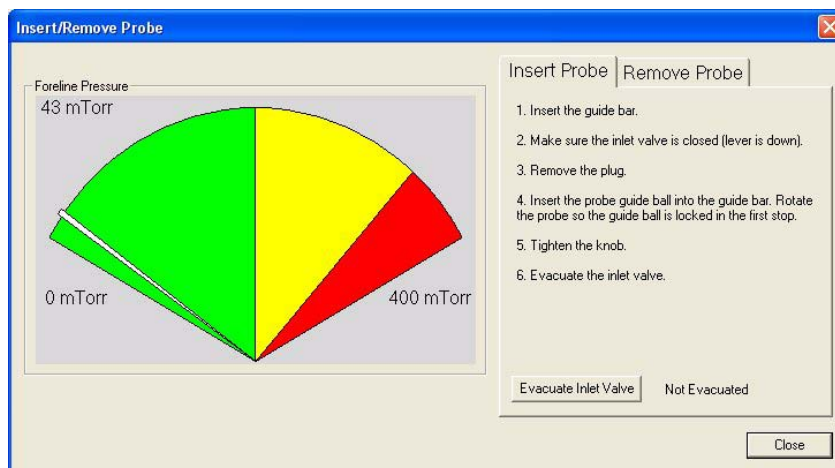 Insert/Remove Probe
Foreline Pressure
43 mTorr
0 mTorr
400 mTorr
Insert Probe
Remove Probe
1. Insert the guide bar.
2. Make sure the inlet valve is closed (lever is down).
3. Remove the plug.
4. Insert the probe guide ball into the guide bar. Rotate
the probe so the guide ball is locked in the first stop.
5. Tighten the knob.
6. Evacuate the inlet valve.
Evacuate Inlet Valve
Not Evacuated
Close